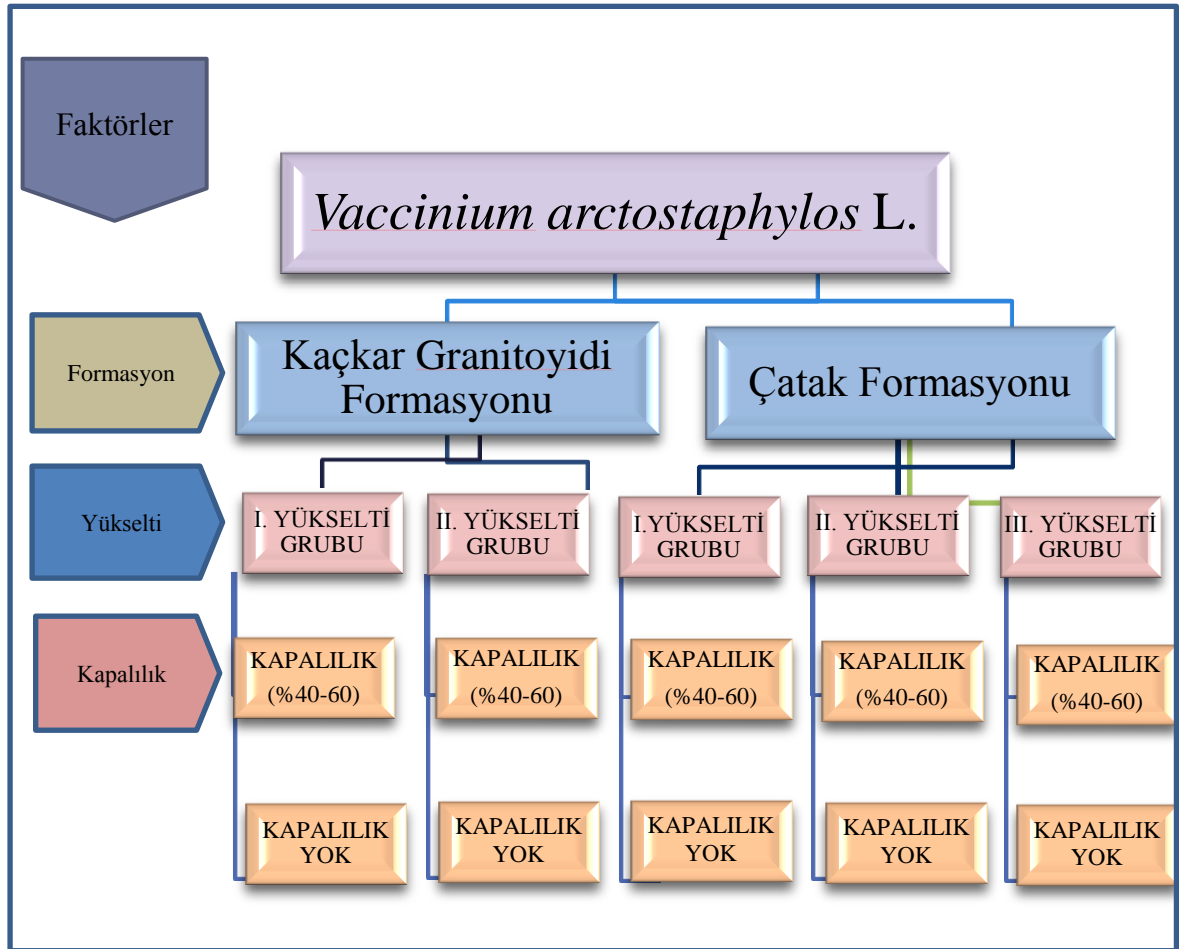 Faktörler
Vaccinium arctostaphylos L.
Formasyon
Kaçkar Granitoyidi
Formasyonu
Çatak Formasyonu
Yükselti
I. YÜKSELTİ
GRUBU
II. YÜKSELTİ
GRUBU
I.YÜKSELTİ
GRUBU
II. YÜKSELTİ
GRUBU
III. YÜKSELTİ
GRUBU
Kapalılık
KAPALILIK
(%40-60)
KAPALILIK
(%40-60)
KAPALILIK
(%40-60)
KAPALILIK
(%40-60)
KAPALILIK
(%40-60)
KAPALILIK
YOK
KAPALILIK
YOK
KAPALILIK
YOK
KAPALILIK
YOK
KAPALILIK
YOK